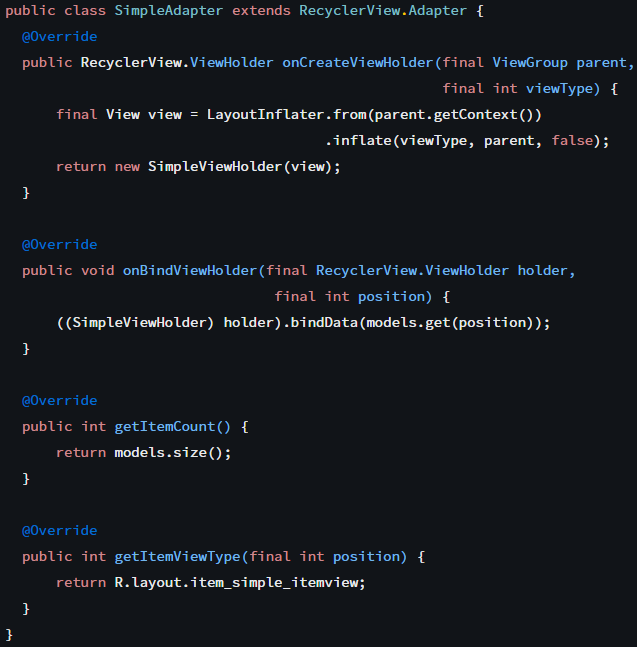 public class SimpleAdapter extends RecyclerView.Adapter {
  @Override
  public RecyclerView.ViewHolder onCreateViewHolder(final ViewGroup parent,
                                                    final int viewType) {
      final View view = LayoutInflater.from(parent.getContext())
                                      .inflate(viewType, parent, false);
      return new SimpleViewHolder(view);
  }

  @Override
  public void onBindViewHolder(final RecyclerView.ViewHolder holder,
                                final int position) {
      ((SimpleViewHolder) holder).bindData(models.get(position));
  }

  @Override
  public int getItemCount() {
      return models.size();
  }

  @Override
  public int getItemViewType(final int position) {
      return R.layout.item_simple_itemview;
  }
}